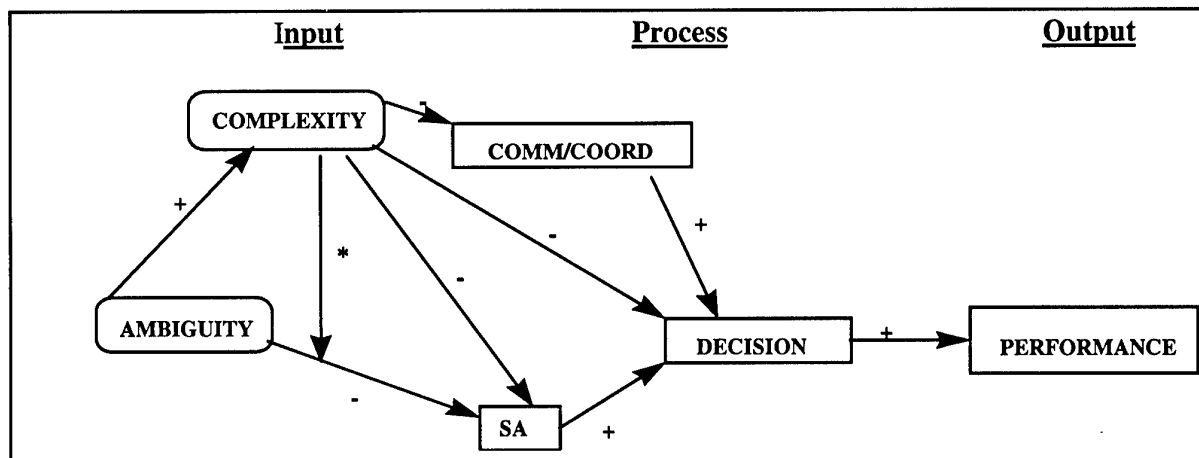 Input Process Output
COMPLEXITY
-
COMM/COORD
+
+
-
*
-
AMBIGUITY
DECISION
+
PERFORMANCE
-
SA
+